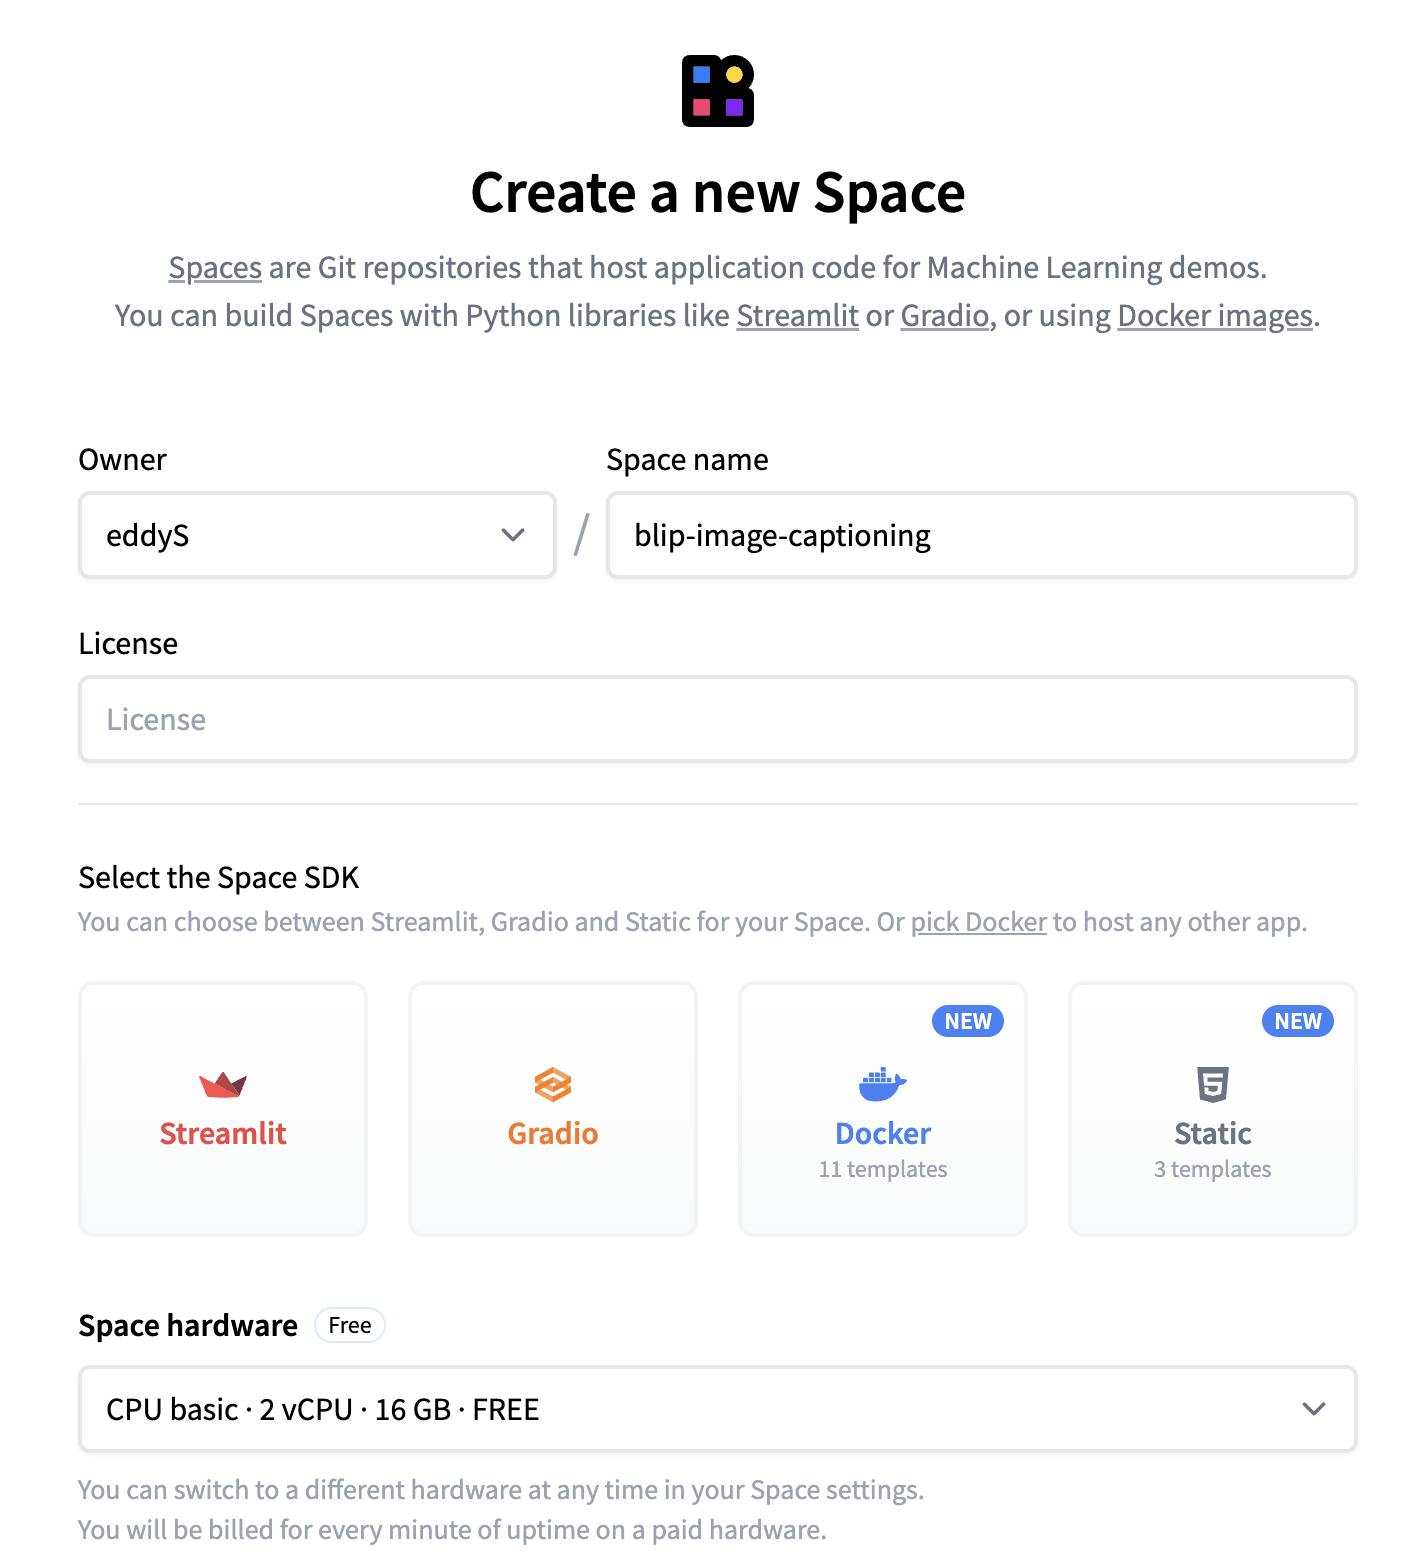 Create a new Space
Spaces are Git repositories that host application code for Machine Learning demos.
You can build Spaces with Python libraries like Streamlit or Gradio, or using Docker images.
Owner
Space name
eddyS
/
blip-image-captioning
License
License
Select the Space SDK
You can choose between Streamlit, Gradio and Static for your Space. Or pick Docker to host any other app.
Streamlit
Gradio
NEW
Docker
11 templates
NEW
Static
3 templates
Space hardware Free
CPU basic · 2 vCPU · 16 GB · FREE
You can switch to a different hardware at any time in your Space settings.
You will be billed for every minute of uptime on a paid hardware.